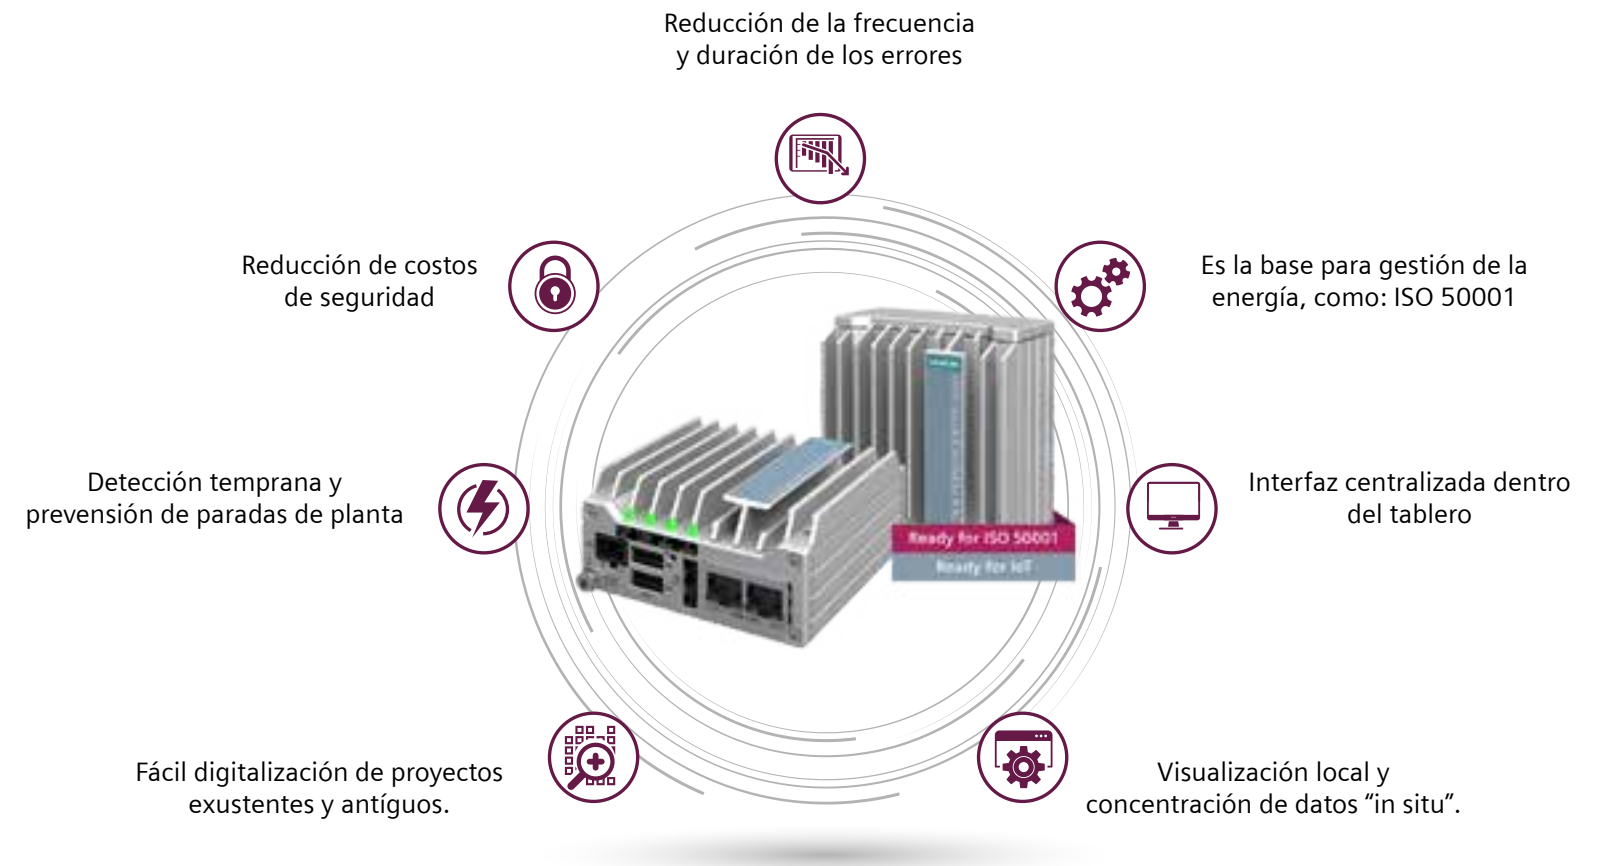 Reducción de la frecuencia
y duración de los errores
Reducción de costos
de seguridad
Es la base para gestión de la
energía, como: ISO 50001
Detección temprana y
prevensión de paradas de planta
Interfaz centralizada dentro
del tablero
Ready for ISO 50001
Ready for IoT
Fácil digitalización de proyectos
exustentes y antíguos.
Visualización local y
concentración de datos “in situ”.